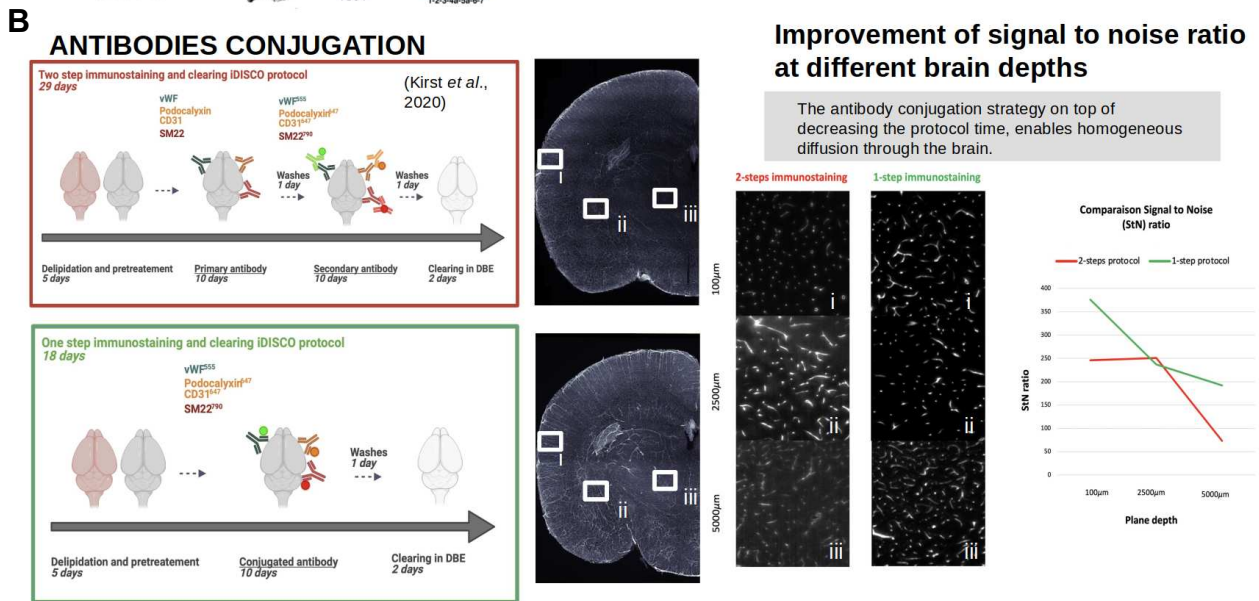 1-2-3-4a-5a-6-7
B
ANTIBODIES CONJUGATION
Two step immunostaining and clearing iDISCO protocol
29 days
(Kirst et al.,
2020)
vWF
Podocalyxin
CD31
SM22
vWF555
Podocalyxin647
CD31647
SM22790
Washes
1 day
Washes
1 day
Delipidation and pretreatement
5 days
Primary antibody
10 days
Secondary antibody
10 days
Clearing in DBE
2 days
One step immunostaining and clearing iDISCO protocol
18 days
vWF555
Podocalyxin647
CD31647
SM22790
Washes
1 day
Delipidation and pretreatement
5 days
Conjugated antibody
10 days
Clearing in DBE
2 days
i
ii
iii
i
ii
iii
Improvement of signal to noise ratio
at different brain depths
The antibody conjugation strategy on top of
decreasing the protocol time, enables homogeneous
diffusion through the brain.
2-steps immunostaining
1-step immunostaining
100µm
2500µm
5000µm
i
ii
iii
i
ii
iii
Comparaison Signal to Noise
(StN) ratio
2-steps protocol
1-step protocol
StN ratio
400
350
300
250
200
150
100
50
0
100µm
2500µm
5000µm
Plane depth